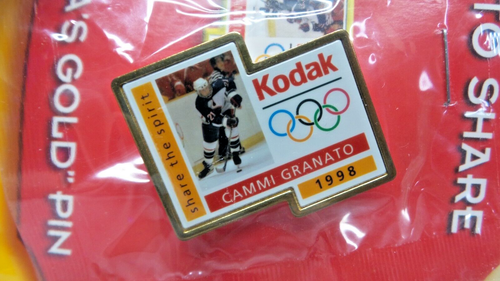 'S GOLD" PIN
share the spirit
Kodak
CAMMI GRANATO
1998
TO SHARE